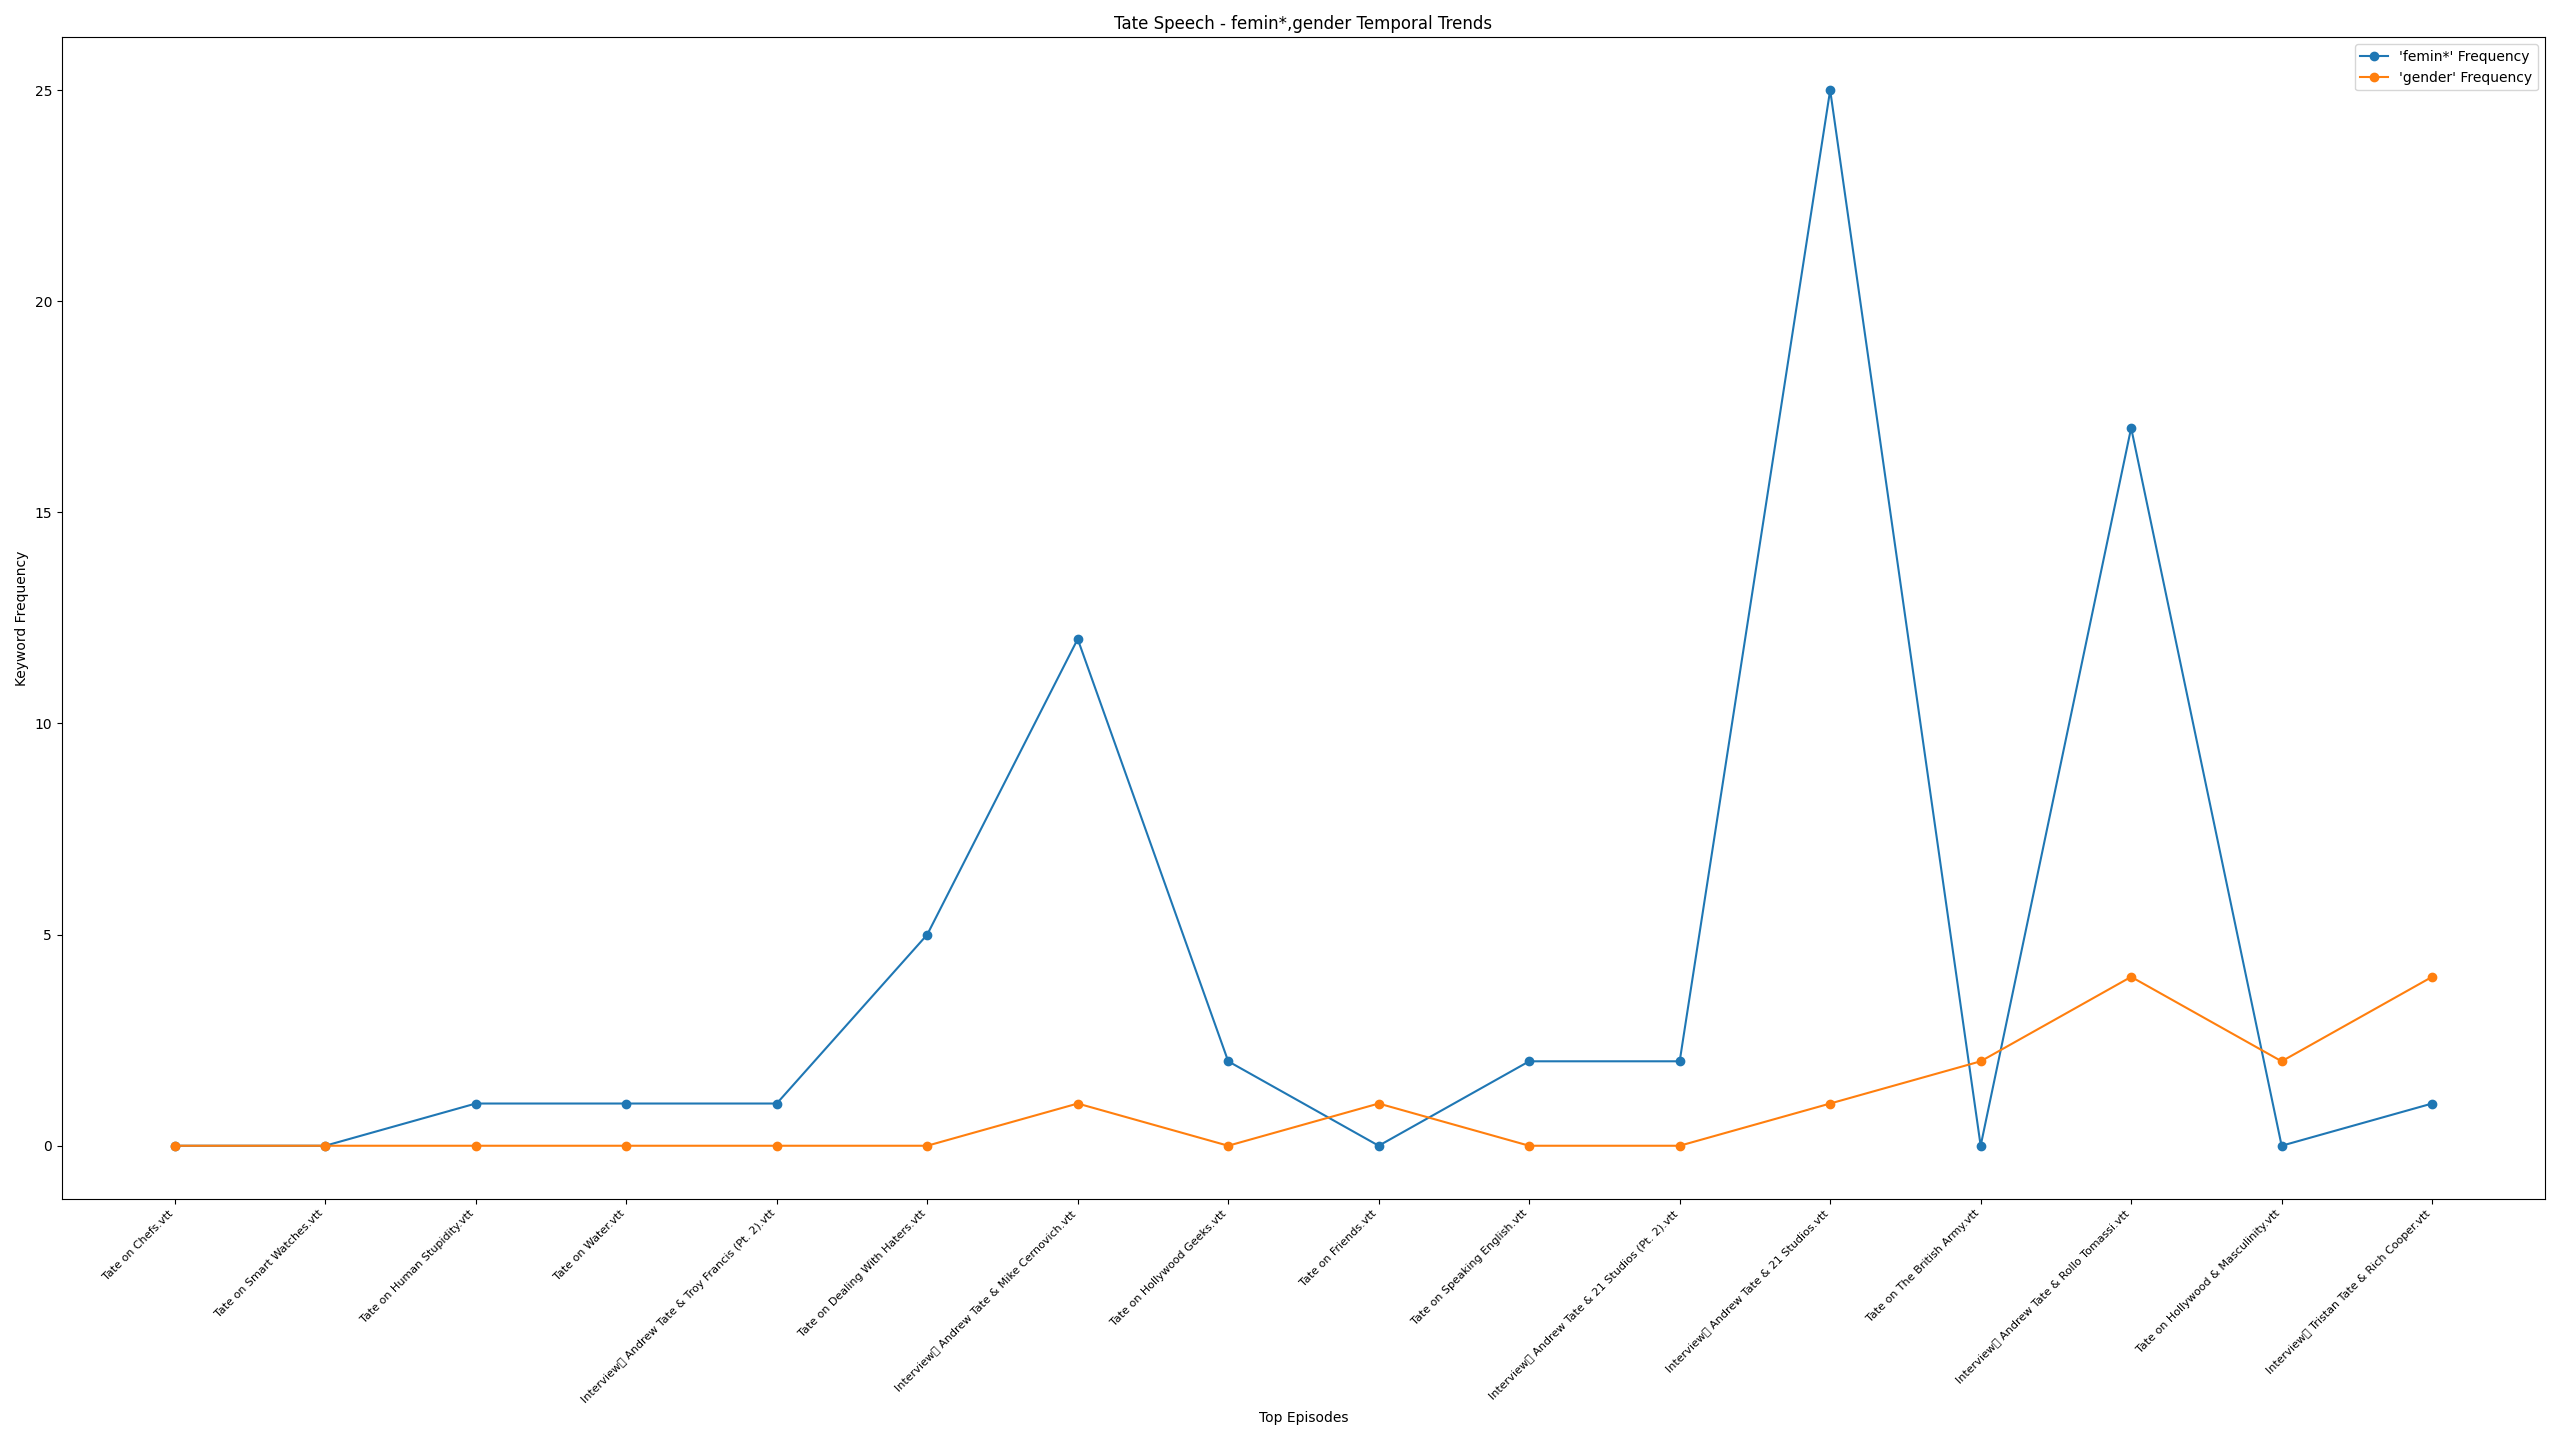 Tate Speech - femin*,gender Temporal Trends
'femin*' Frequency
'gender' Frequency
25
20
15
10
5
0
Keyword Frequency
Tate on Chefs.vtt
Tate on Smart Watches.vtt
Tate on Human Stupidity.vtt
Tate on Water.vtt
Interview▯ Andrew Tate & Troy Francis (Pt. 2).vtt
Tate on Dealing With Haters.vtt
Interview▯ Andrew Tate & Mike Cernovich.vtt
Tate on Hollywood Geeks.vtt
Tate on Friends.vtt
Tate on Speaking English.vtt
Interview▯ Andrew Tate & 21 Studios (Pt. 2).vtt
Interview▯ Andrew Tate & 21 Studios.vtt
Tate on The British Army.vtt
Interview▯ Andrew Tate & Rollo Tomassi.vtt
Tate on Hollywood & Masculinity.vtt
Interview▯ Tristan Tate & Rich Cooper.vtt
Top Episodes